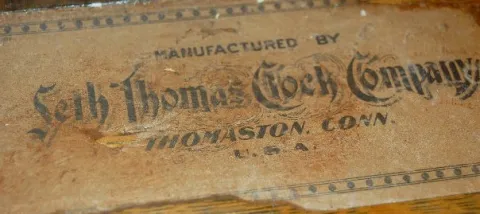 MANUFACTURED BY
Seth Thomas Clock Company
THOMASTON, CONN.
U.S.A.